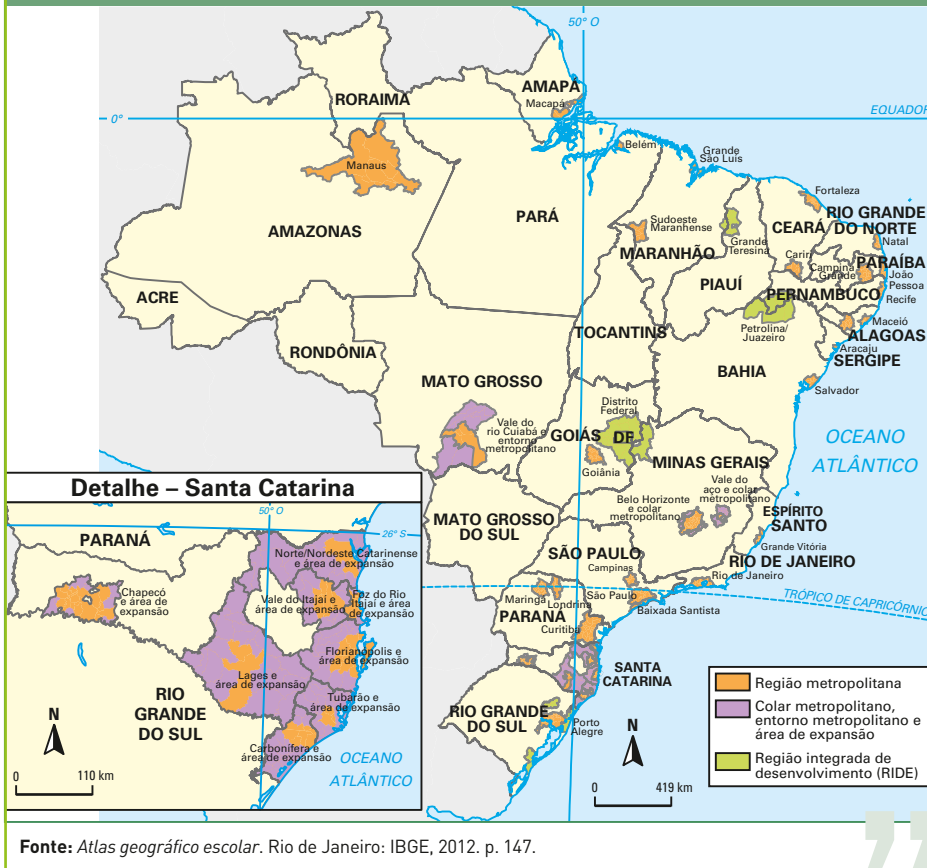 50° O
AMAPÁ
Macapá
RORAIMA
0°
EQUADOR
Belém
Grande
São Luís
Manaus
Fortaleza
PARÁ
AMAZONAS
Sudoeste
Maranhense
MARANHÃO
Grande
Teresina
CEARÁ
RIO GRANDE
DO NORTE
Natal
Cariri
Campina
Grande
PARAÍBA
João
Pessoa
PIAUÍ
PERNAMBUCO
Recife
ACRE
Petrolina/
Juazeiro
Maceió
ALAGOAS
Aracaju
SERGIPE
TOCANTINS
RONDÔNIA
BAHIA
MATO GROSSO
Salvador
Vale do
rio Cuiabá e
entorno
metropolitano
Distrito
Federal
GOIÁS
DF
Goiânia
MINAS GERAIS
OCEANO
ATLÂNTICO
Vale do
aço e colar
metropolitano
Belo Horizonte
e colar
metropolitano
ESPÍRITO
SANTO
Grande Vitória
MATO GROSSO
DO SUL
SÃO PAULO
Campinas
RIO DE JANEIRO
Rio de Janeiro
São Paulo
Baixada Santista
TRÓPICO DE CAPRICÓRNIO
Maringá
Londrina
PARANÁ
Curitiba
SANTA
CATARINA
RIO GRANDE
DO SUL
Porto
Alegre
N
0
419 km
Detalhe – Santa Catarina
50° O
26° S
PARANÁ
Norte/Nordeste Catarinense
e área de expansão
Chapecó
e área de
expansão
Vale do Itajaí e
área de expansão
Foz do Rio
Itajaí e área
de expansão
Florianópolis e
área de expansão
Lages e
área de expansão
Tubarão e
área de expansão
RIO
GRANDE
DO SUL
Carbonífera e
área de expansão
OCEANO
ATLÂNTICO
N
0
110 km
Região metropolitana
Colar metropolitano,
entorno metropolitano e
área de expansão
Região integrada de
desenvolvimento (RIDE)
Fonte: Atlas geográfico escolar. Rio de Janeiro: IBGE, 2012. p. 147.